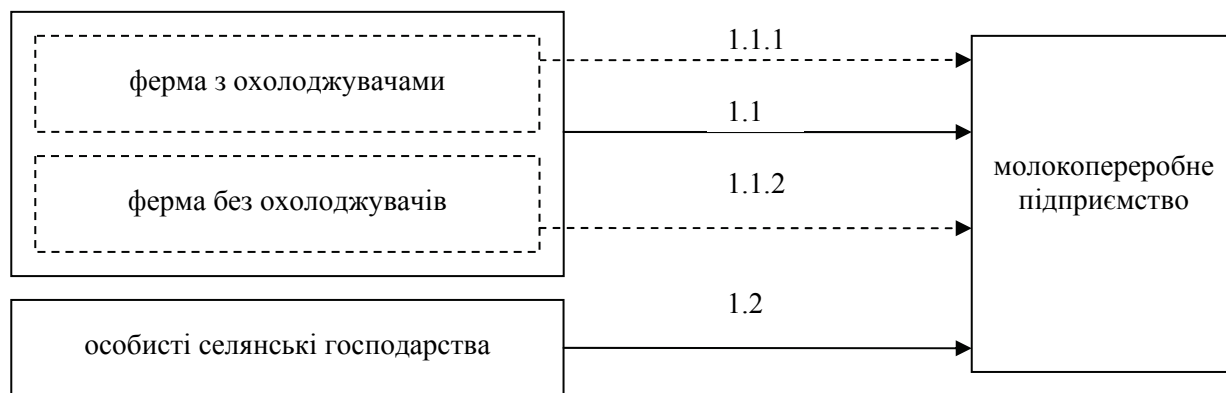 1.1.1
ферма з охолоджувачами
1.1
ферма без охолоджувачів
1.1.2
молокопереробне
підприємство
1.2
особисті селянські господарства